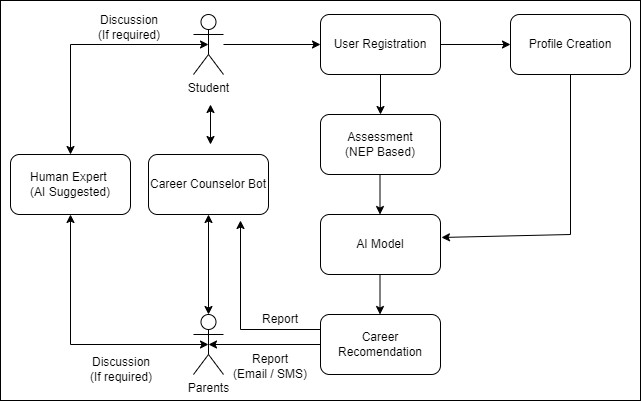 Discussion
(If required)
Student
User Registration
Profile Creation
Assessment
(NEP Based)
Human Expert
(AI Suggested)
Career Counselor Bot
AI Model
Report
Career
Recomendation
Report
(Email / SMS)
Discussion
(If required)
Parents